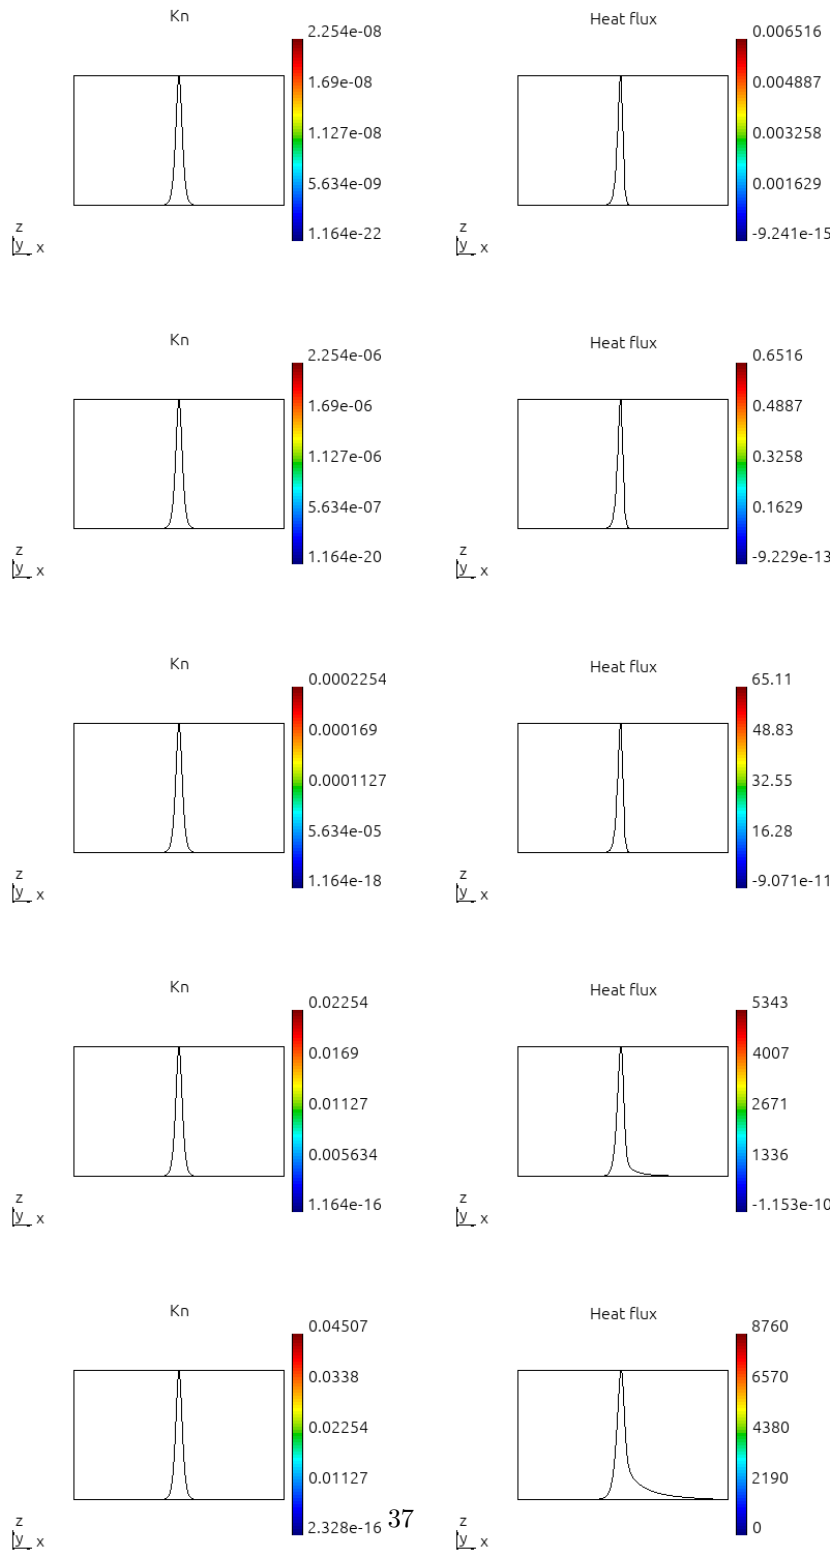 Kn
2.254e-08
1.69e-08
1.127e-08
5.634e-09
1.164e-22
z
y x
Heat flux
0.006516
0.004887
0.003258
0.001629
-9.241e-15
z
y x
Kn
2.254e-06
1.69e-06
1.127e-06
5.634e-07
1.164e-20
z
y x
Heat flux
0.6516
0.4887
0.3258
0.1629
-9.229e-13
z
y x
Kn
0.0002254
0.000169
0.0001127
5.634e-05
1.164e-18
z
y x
Heat flux
65.11
48.83
32.55
16.28
-9.071e-11
z
y x
Kn
0.02254
0.0169
0.01127
0.005634
1.164e-16
z
y x
Heat flux
5343
4007
2671
1336
-1.153e-10
z
y x
Kn
0.04507
0.0338
0.02254
0.01127
2.328e-16
z
y x
Heat flux
8760
6570
4380
2190
0
z
y x
37